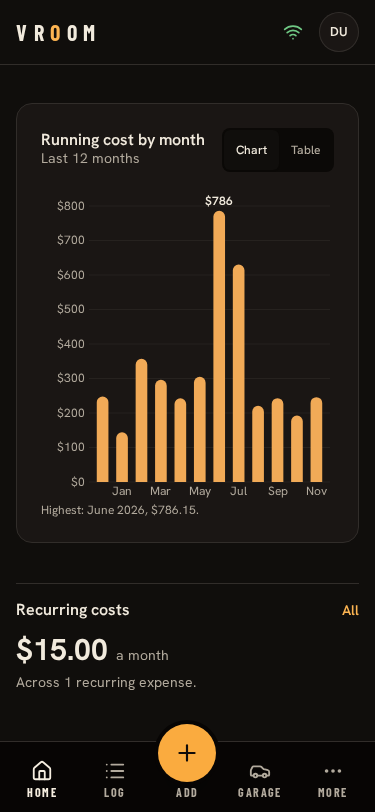 VROOM
DU
Running cost by month
Last 12 months
Chart
Table
$786
$800
$700
$600
$500
$400
$300
$200
$100
$0
Jan Mar May Jul Sep Nov
Highest: June 2026, $786.15.
Recurring costs
All
$15.00 a month
Across 1 recurring expense.
HOME LOG ADD GARAGE MORE